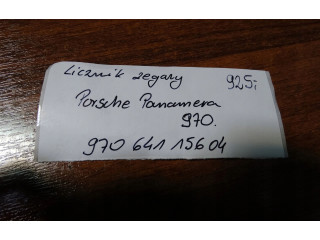 Licznik zegary 925,-
Porsche Panamera
970.
970 641 156 04